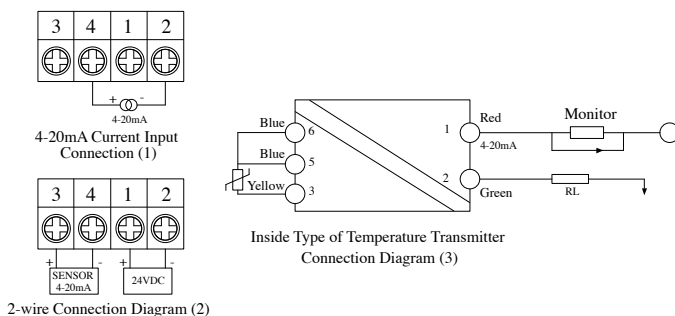 3 4 1 2
+ -
4-20mA
4-20mA Current Input
Connection (1)
3 4 1 2
+ - + -
SENSOR
4-20mA
24VDC
2-wire Connection Diagram (2)
Blue 6
Blue 5
Yellow 3
1 Red
4-20mA
Monitor
2
Green
RL
Inside Type of Temperature Transmitter
Connection Diagram (3)